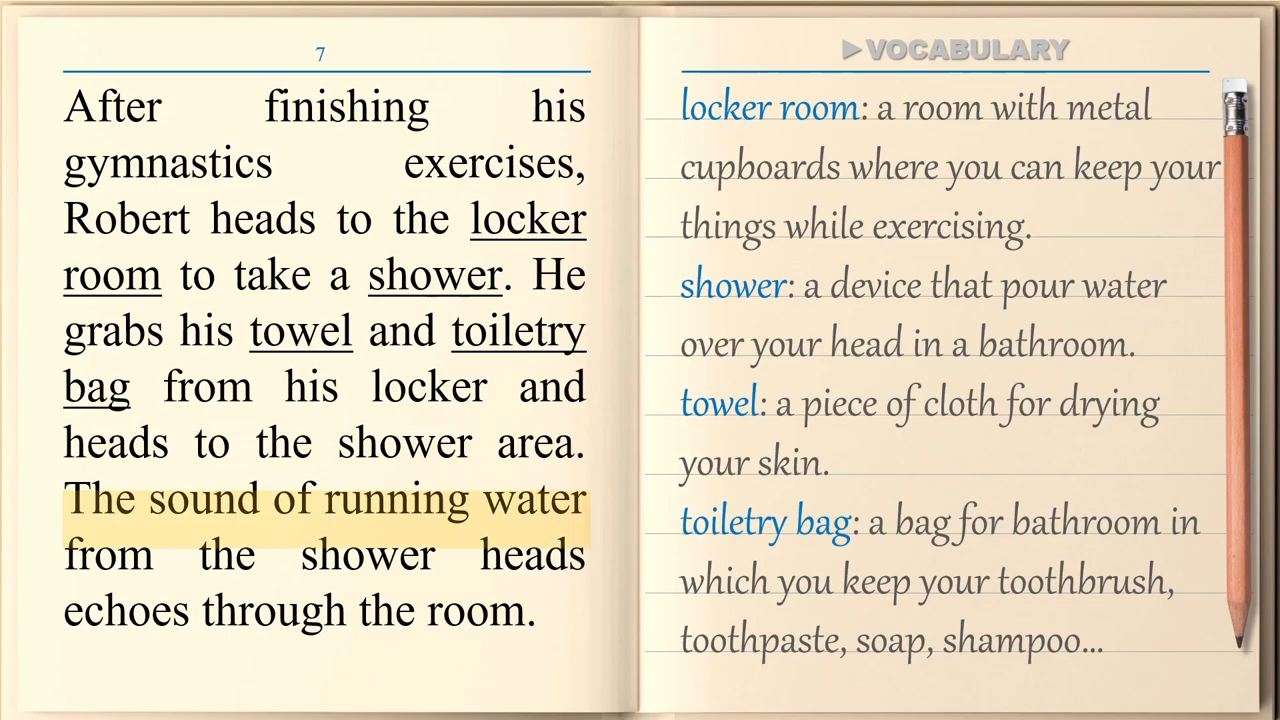 7
After finishing his
gymnastics exercises,
Robert heads to the locker
room to take a shower. He
grabs his towel and toiletry
bag from his locker and
heads to the shower area.
The sound of running water
from the shower heads
echoes through the room.
►VOCABULARY
locker room: a room with metal
cupboards where you can keep your
things while exercising.
shower: a device that pour water
over your head in a bathroom.
towel: a piece of cloth for drying
your skin.
toiletry bag: a bag for bathroom in
which you keep your toothbrush,
toothpaste, soap, shampoo...